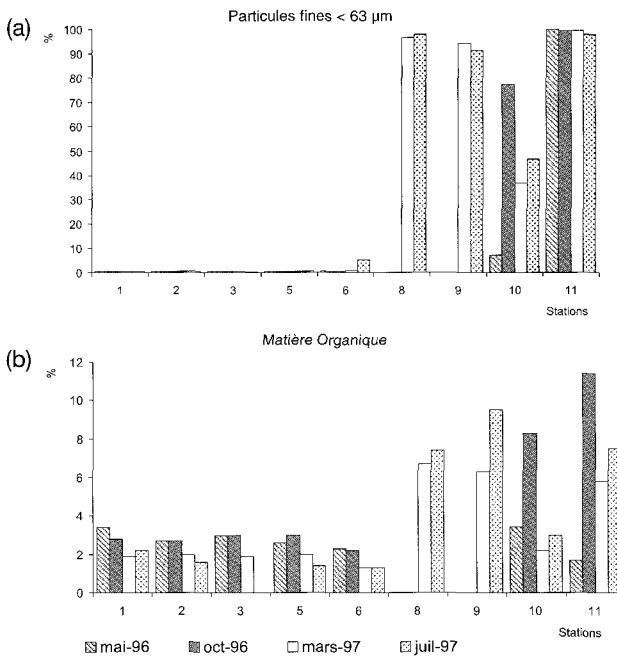 (a)
Particules fines < 63 µm
%
100
90
80
70
60
50
40
30
20
10
0
1 2 3 5 6 8 9 10 11
Stations
(b)
Matière Organique
%
12
10
8
6
4
2
0
1 2 3 5 6 8 9 10 11
Stations
mai-96 oct-96 mars-97 juil-97